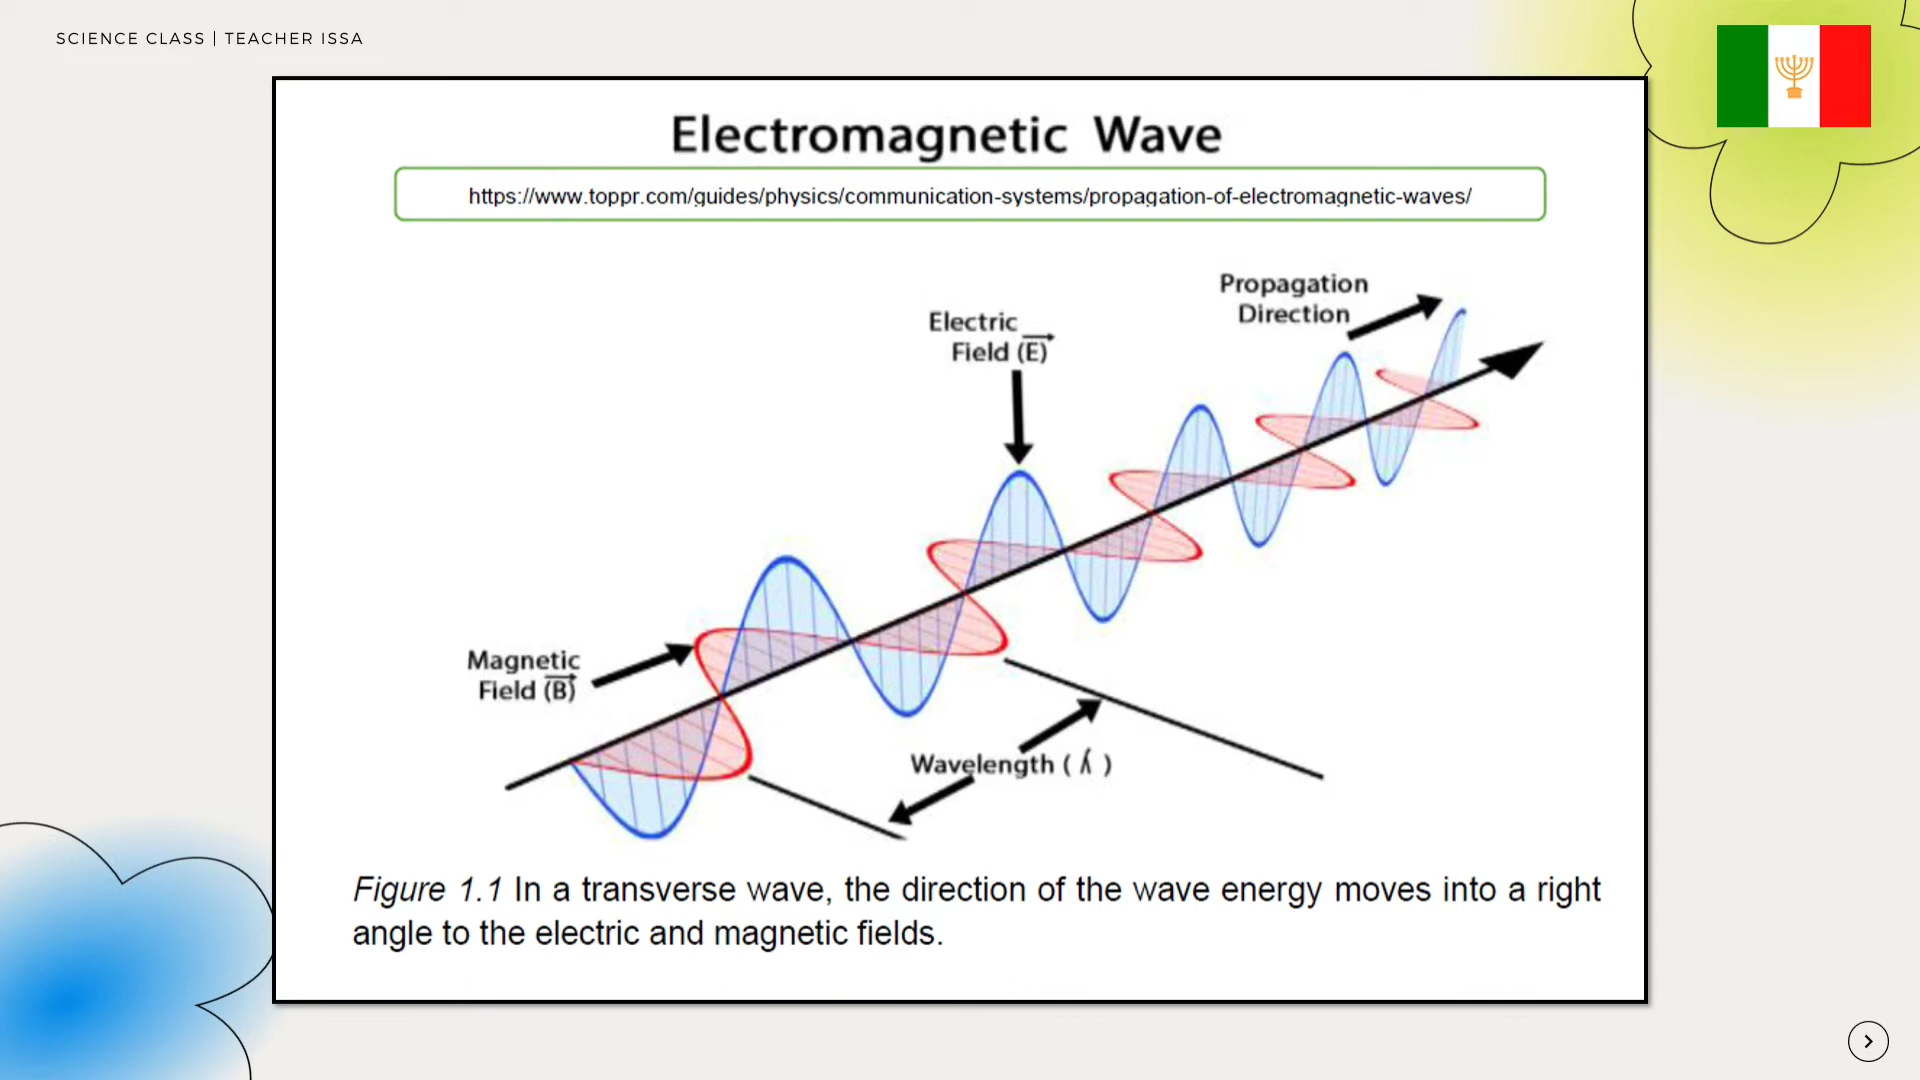 SCIENCE CLASS | TEACHER ISSA
Electromagnetic Wave
https://www.toppr.com/guides/physics/communication-systems/propagation-of-electromagnetic-waves/
Propagation
Direction
Electric
Field (E)
Magnetic
Field (B)
Wavelength ( λ )
Figure 1.1 In a transverse wave, the direction of the wave energy moves into a right
angle to the electric and magnetic fields.